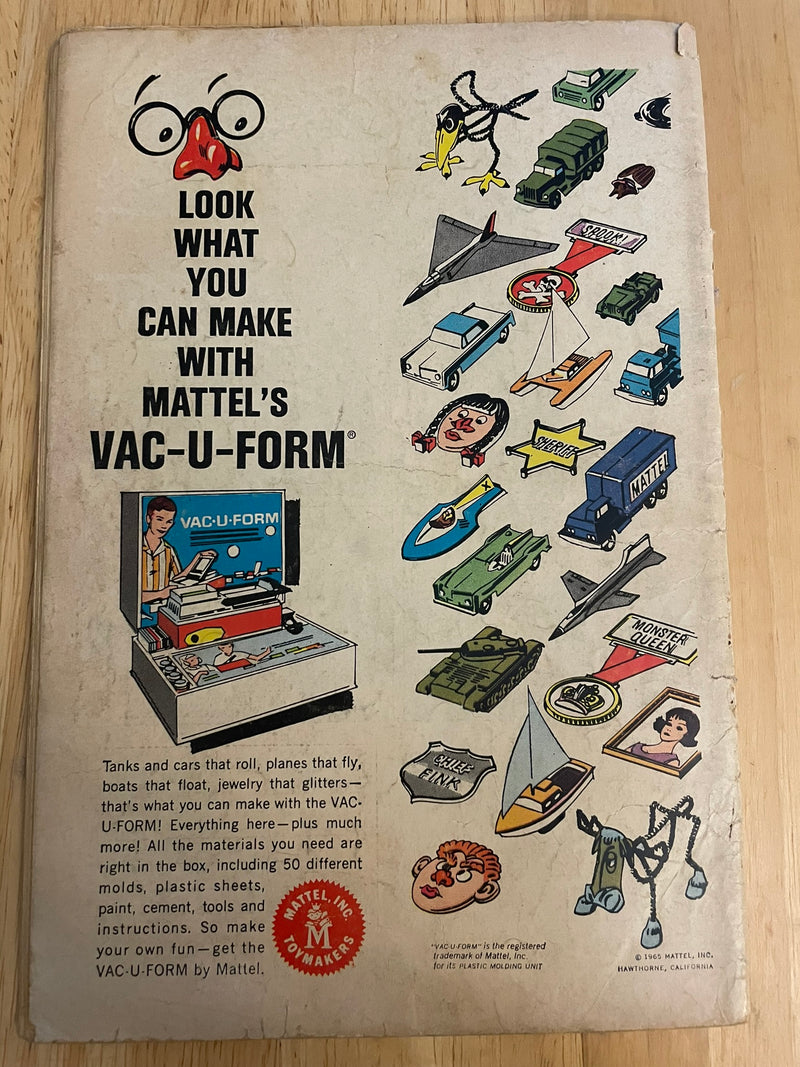 LOOK
WHAT
YOU
CAN MAKE
WITH
MATTEL'S
VAC-U-FORM®
VAC-U-FORM
Tanks and cars that roll, planes that fly,
boats that float, jewelry that glitters—
that's what you can make with the VAC-
U-FORM! Everything here—plus much
more! All the materials you need are
right in the box, including 50 different
molds, plastic sheets,
paint, cement, tools and
instructions. So make
your own fun—get the
VAC-U-FORM by Mattel.
MATTEL, INC.
M
TOYMAKERS
SPOOK!
SHERIFF
MATTEL
X
MONSTER
QUEEN
CHIEF
FINK
"VAC-U-FORM" is the registered
trademark of Mattel, Inc.
for its PLASTIC MOLDING UNIT
© 1965 MATTEL, INC.
HAWTHORNE, CALIFORNIA